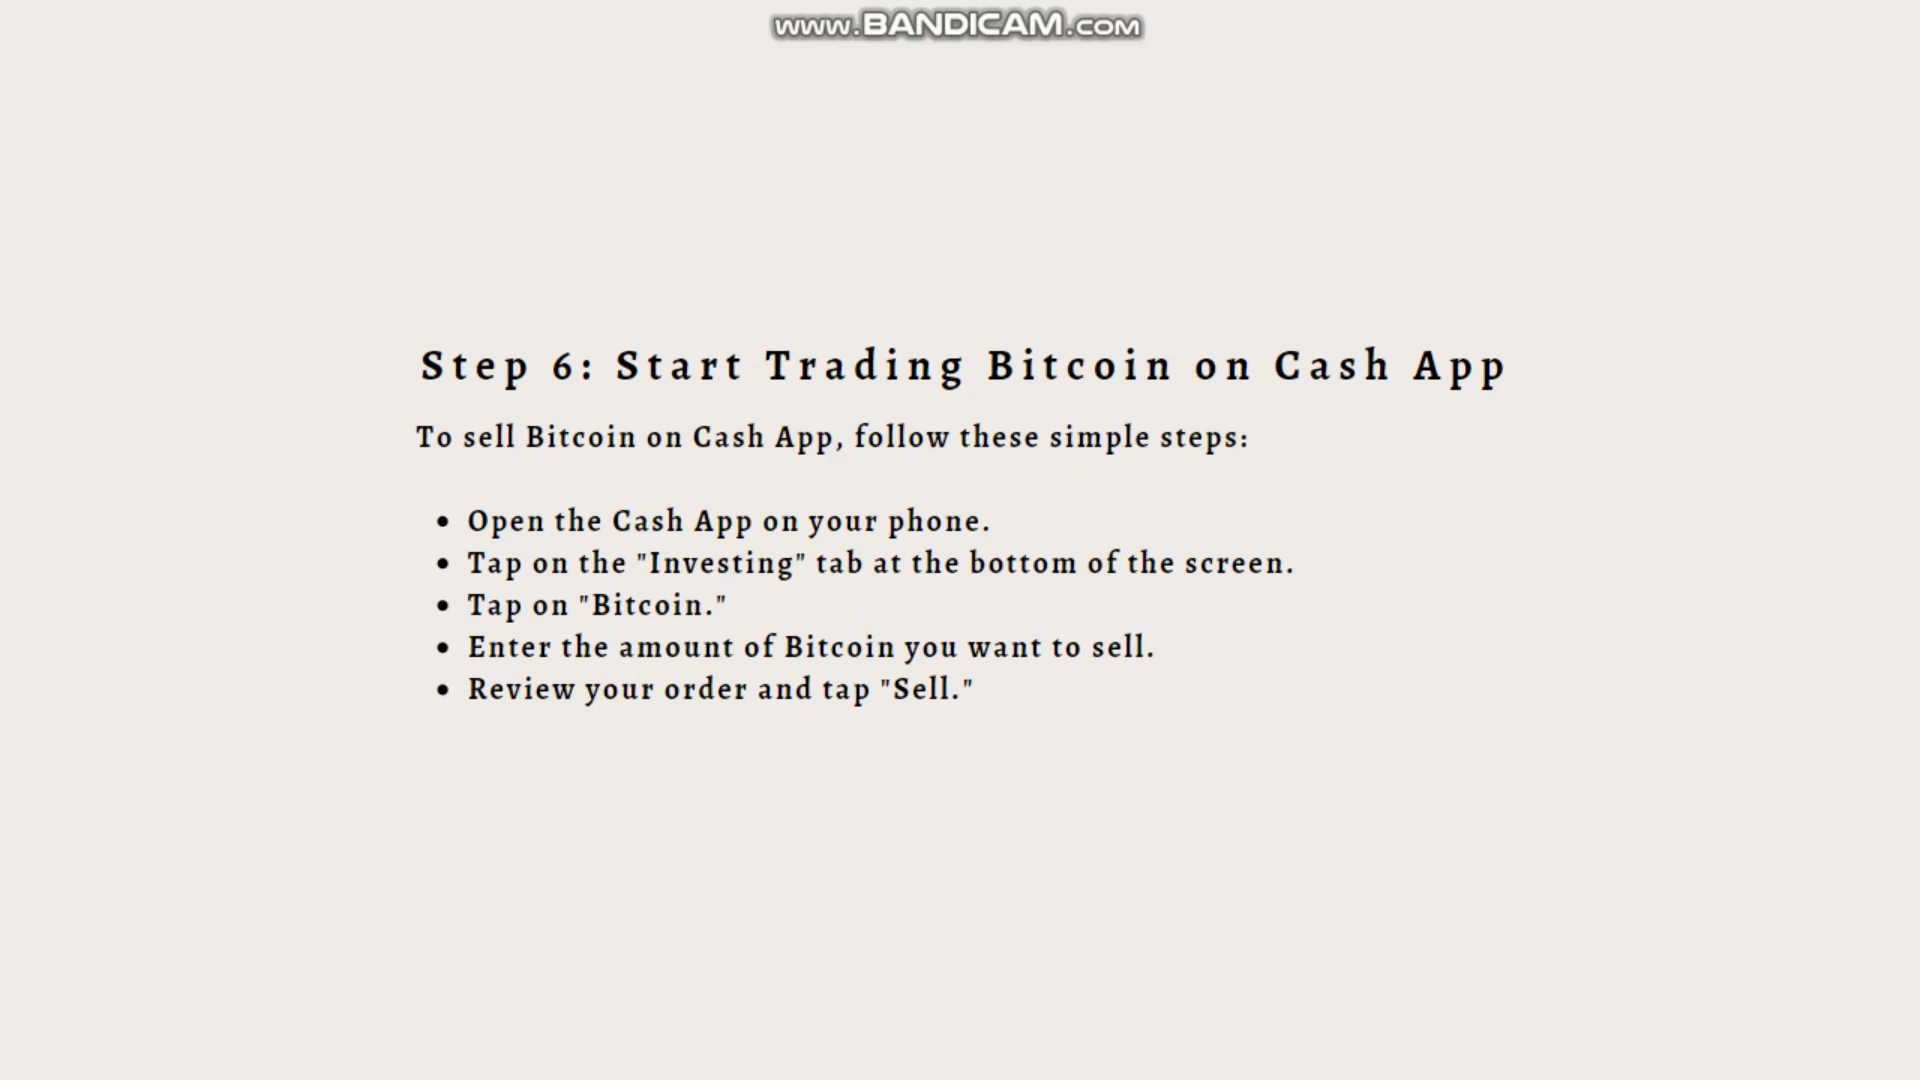 www.BANDICAM.com
Step 6: Start Trading Bitcoin on Cash App
To sell Bitcoin on Cash App, follow these simple steps:
• Open the Cash App on your phone.
• Tap on the "Investing" tab at the bottom of the screen.
• Tap on "Bitcoin."
• Enter the amount of Bitcoin you want to sell.
• Review your order and tap "Sell."